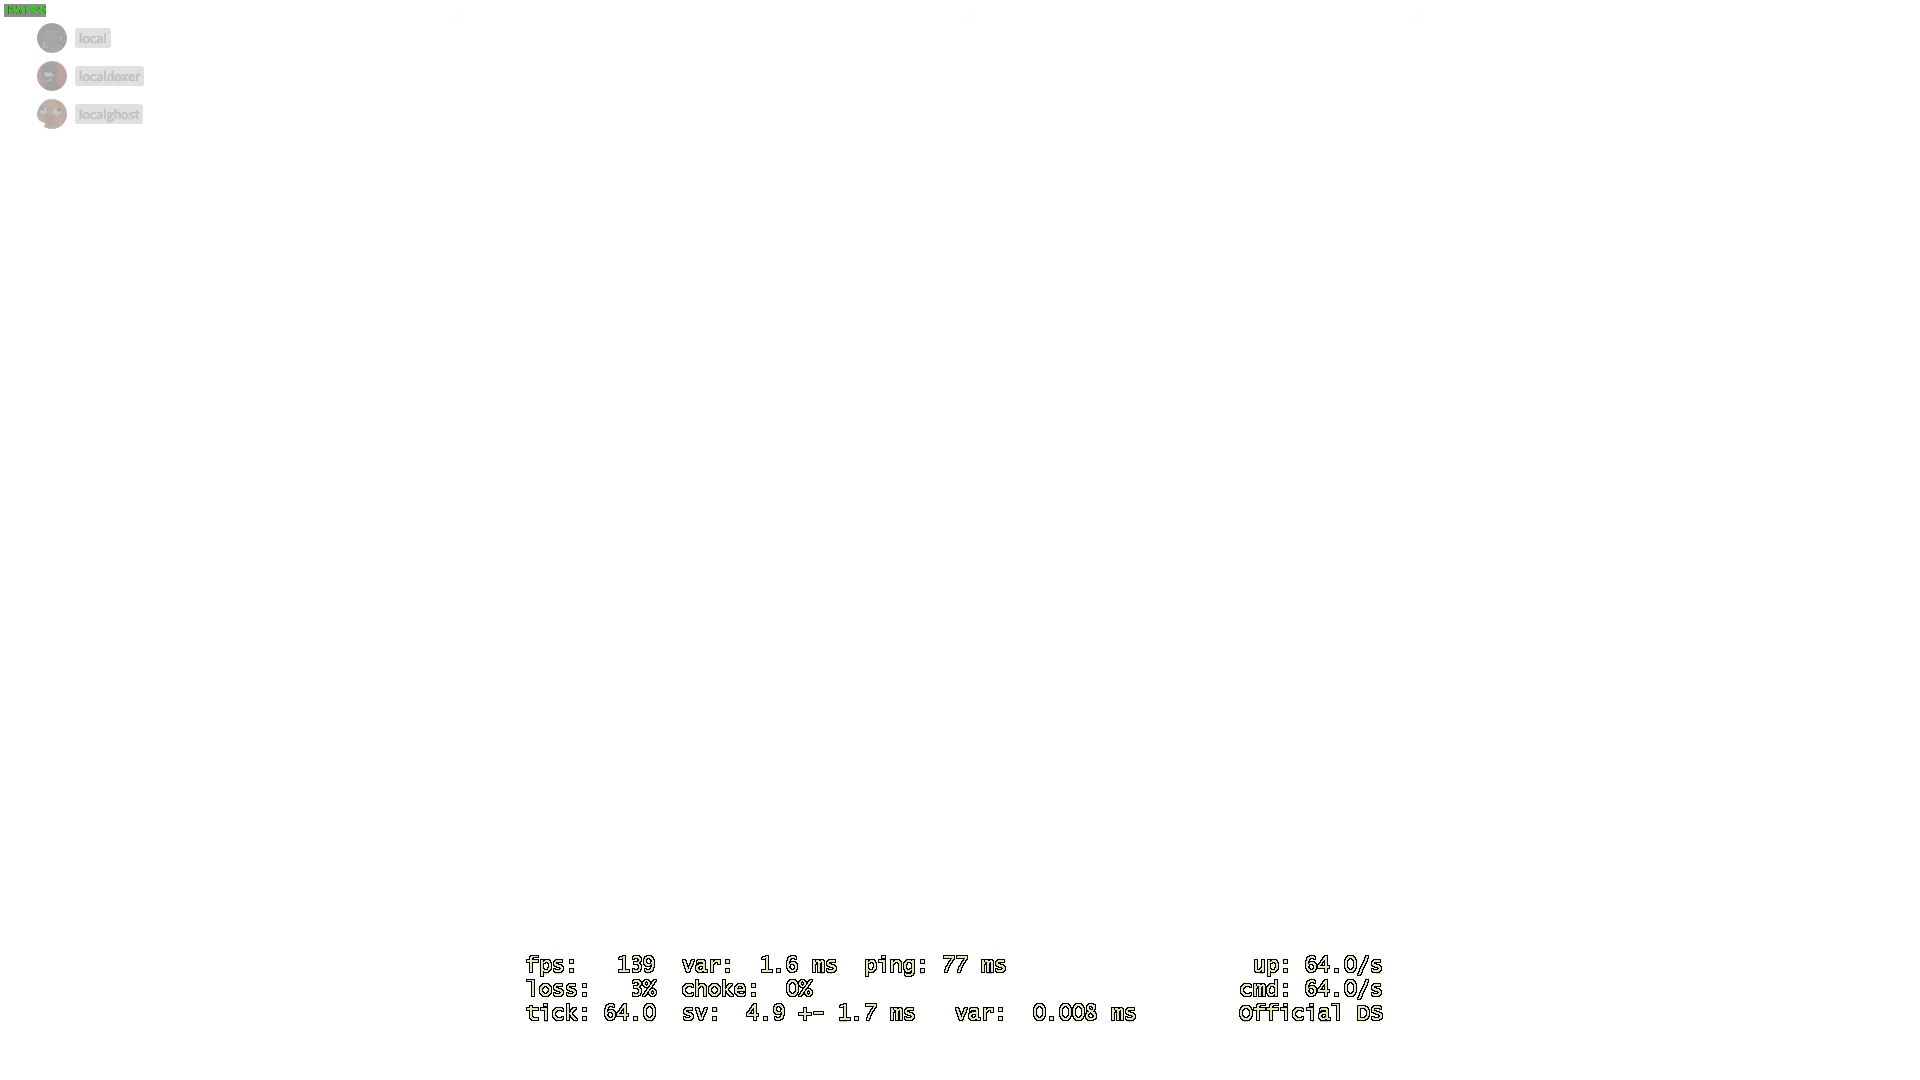 local
localdoxer
localghost
fps: 139 var: 1.6 ms ping: 77 ms up: 64.0/s
loss: 3% choke: 0% cmd: 64.0/s
tick: 64.0 sv: 4.9 +- 1.7 ms var: 0.008 ms Official DS